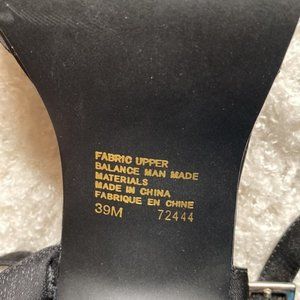 FABRIC UPPER
BALANCE MAN MADE
MATERIALS
MADE IN CHINA
FABRIQUE EN CHINE
39M 72444